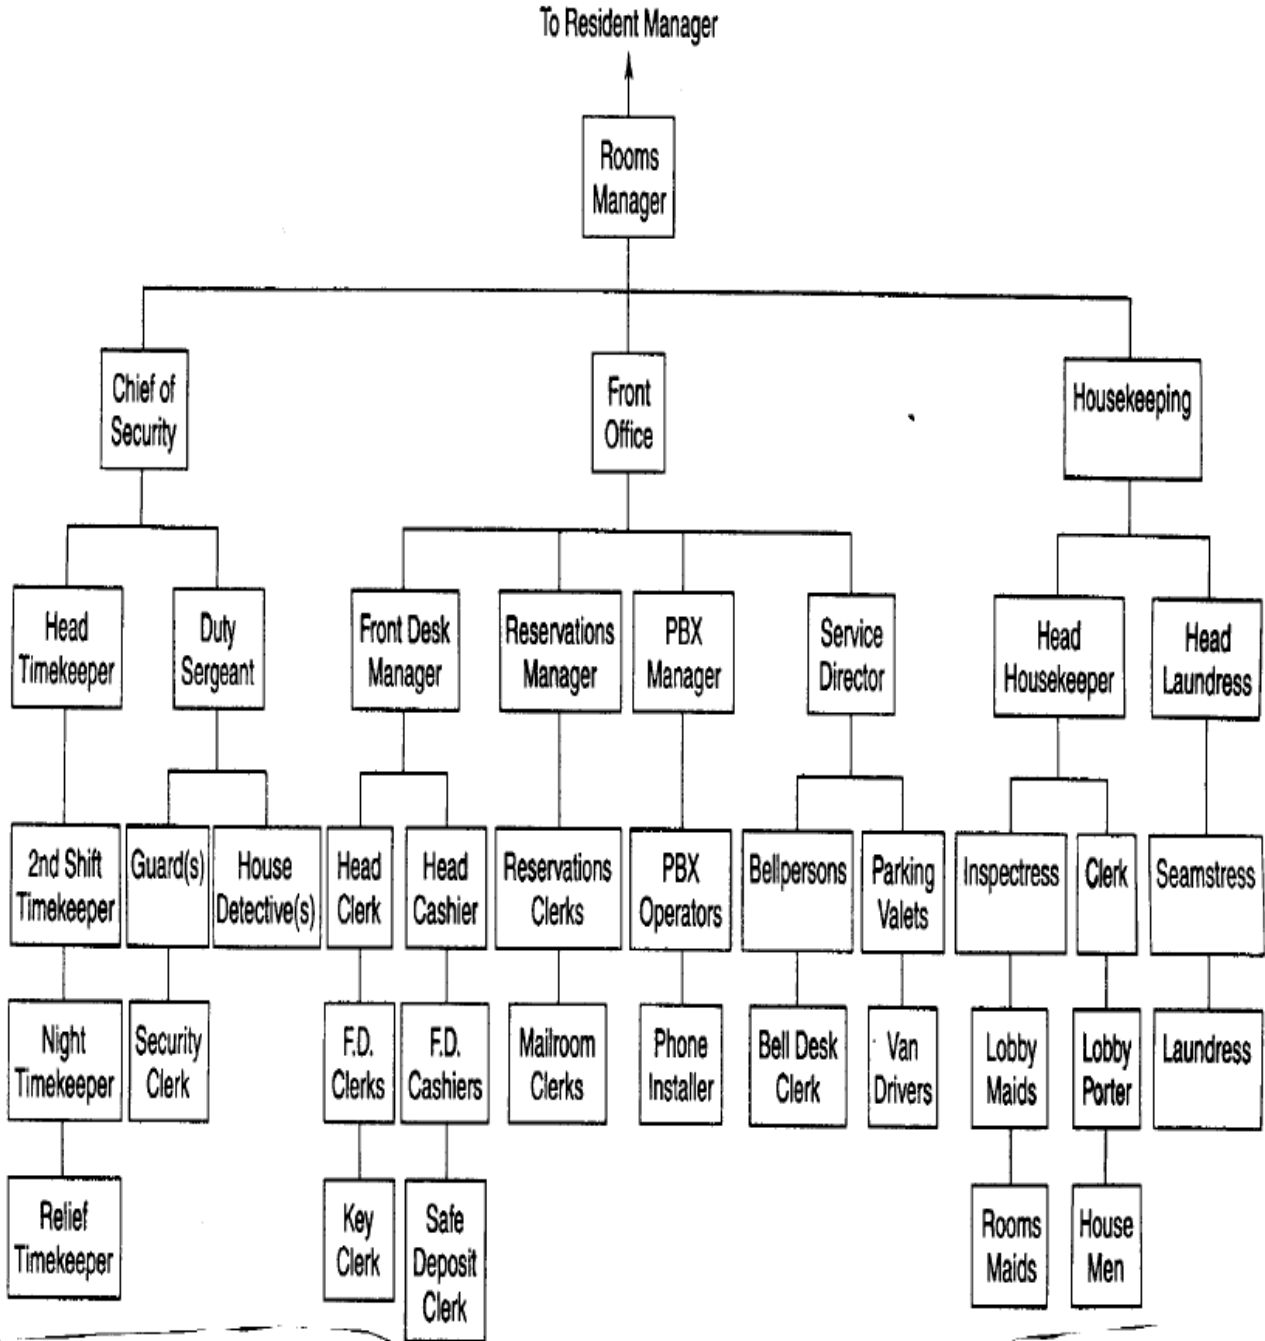 To Resident Manager
Rooms
Manager
Chief of
Security
Front
Office
Housekeeping
Head
Timekeeper
Duty
Sergeant
Front Desk
Manager
Reservations
Manager
PBX
Manager
Service
Director
Head
Housekeeper
Head
Laundress
2nd Shift
Timekeeper
Guard(s)
House
Detective(s)
Head
Clerk
Head
Cashier
Reservations
Clerks
PBX
Operators
Bellpersons
Parking
Valets
Inspectress
Clerk
Seamstress
Night
Timekeeper
Security
Clerk
F.D.
Clerks
F.D.
Cashiers
Mailroom
Clerks
Phone
Installer
Bell Desk
Clerk
Van
Drivers
Lobby
Maids
Lobby
Porter
Laundress
Relief
Timekeeper
Key
Clerk
Safe
Deposit
Clerk
Rooms
Maids
House
Men